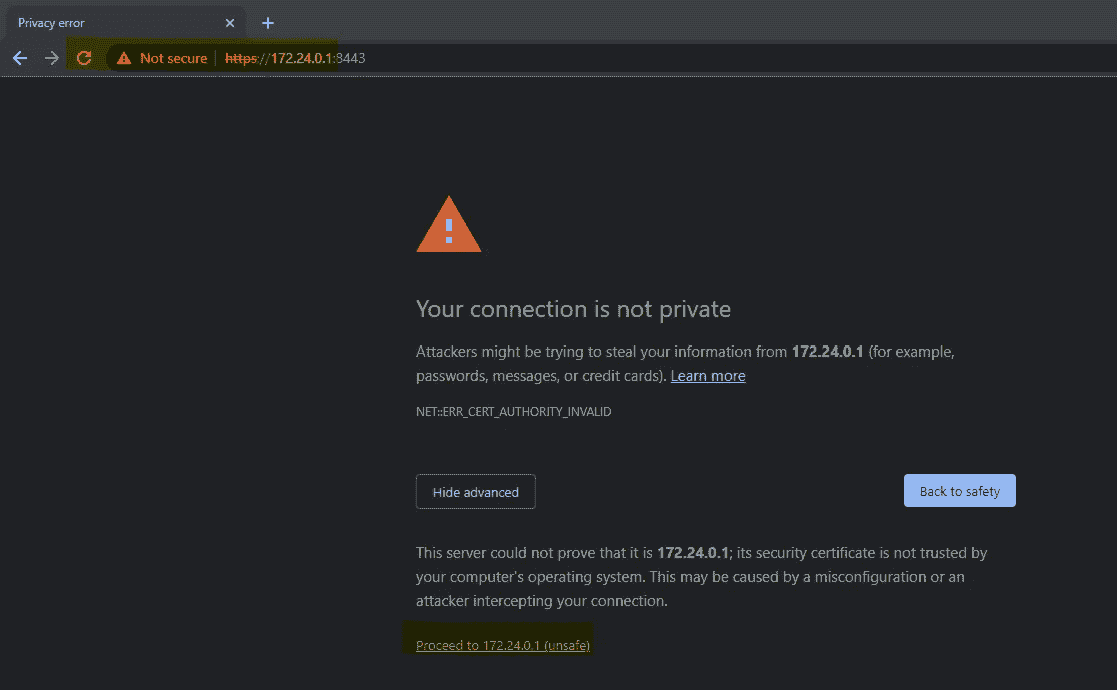 Privacy error
Not secure | https://172.24.0.1:8443
Your connection is not private
Attackers might be trying to steal your information from 172.24.0.1 (for example,
passwords, messages, or credit cards). Learn more
NET::ERR_CERT_AUTHORITY_INVALID
Hide advanced
Back to safety
This server could not prove that it is 172.24.0.1; its security certificate is not trusted by
your computer's operating system. This may be caused by a misconfiguration or an
attacker intercepting your connection.
Proceed to 172.24.0.1 (unsafe)